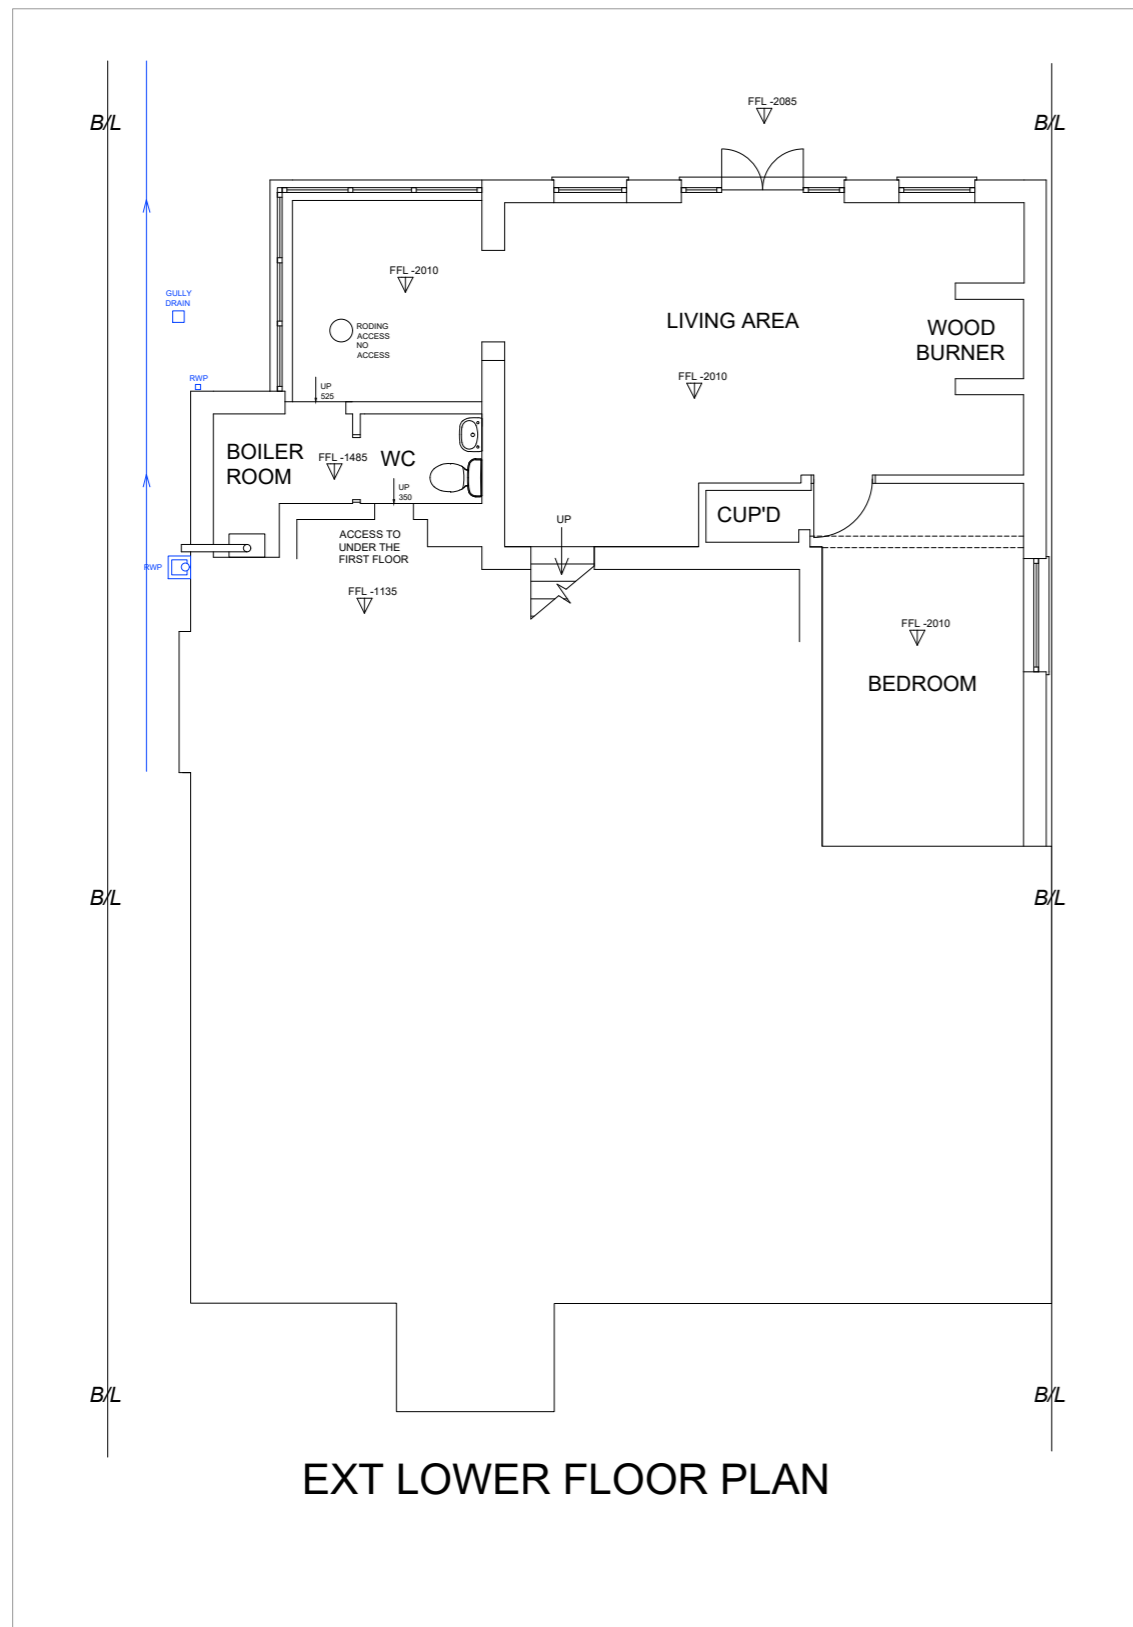 FFL -2085
B/L
B/L
FFL -2010
GULLY
DRAIN
RODING
ACCESS
NO
ACCESS
LIVING AREA
WOOD
BURNER
FFL -2010
RWP
UP
525
BOILER
ROOM
FFL -1485
WC
UP
350
CUP'D
UP
ACCESS TO
UNDER THE
FIRST FLOOR
RWP
FFL -1135
FFL -2010
BEDROOM
B/L
B/L
B/L
B/L
EXT LOWER FLOOR PLAN